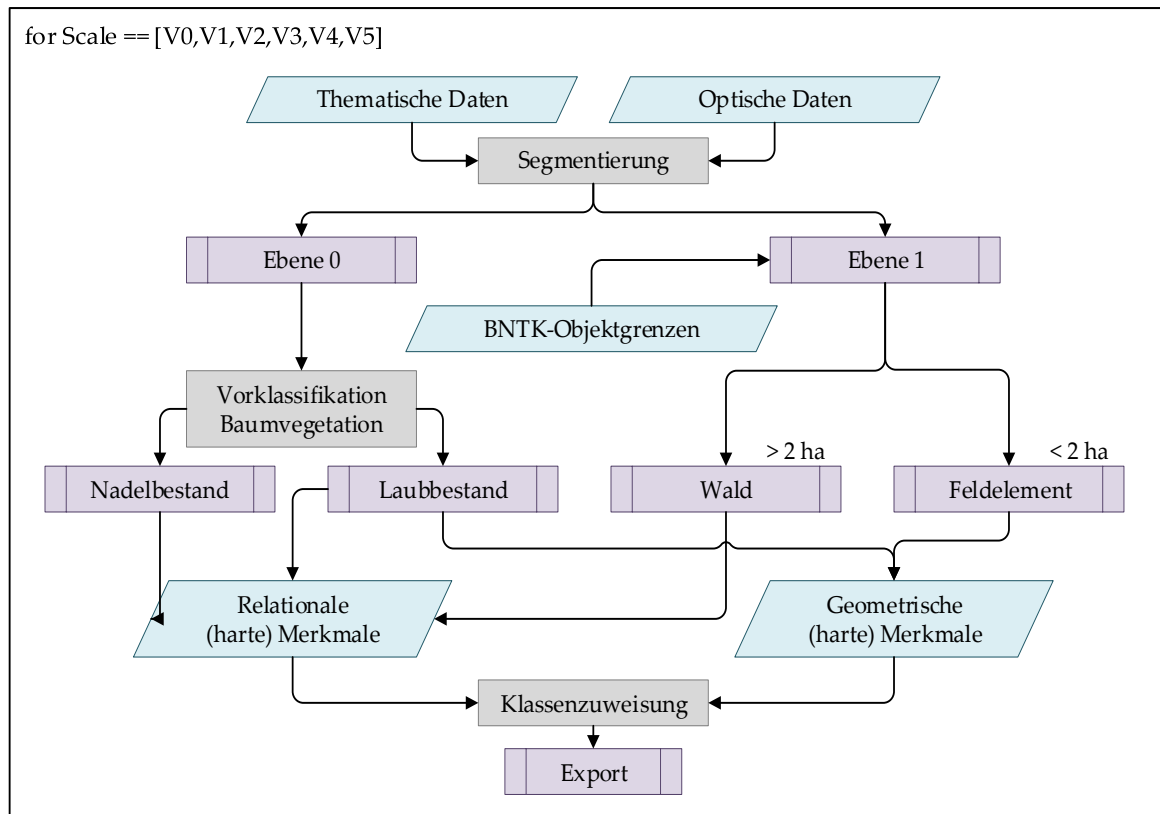 for Scale == [V0,V1,V2,V3,V4,V5]
Thematische Daten
Optische Daten
Segmentierung
Ebene 0
Ebene 1
BNTK-Objektgrenzen
Vorklassifikation
Baumvegetation
> 2 ha
< 2 ha
Nadelbestand
Laubbestand
Wald
Feldelement
Relationale
(harte) Merkmale
Geometrische
(harte) Merkmale
Klassenzuweisung
Export